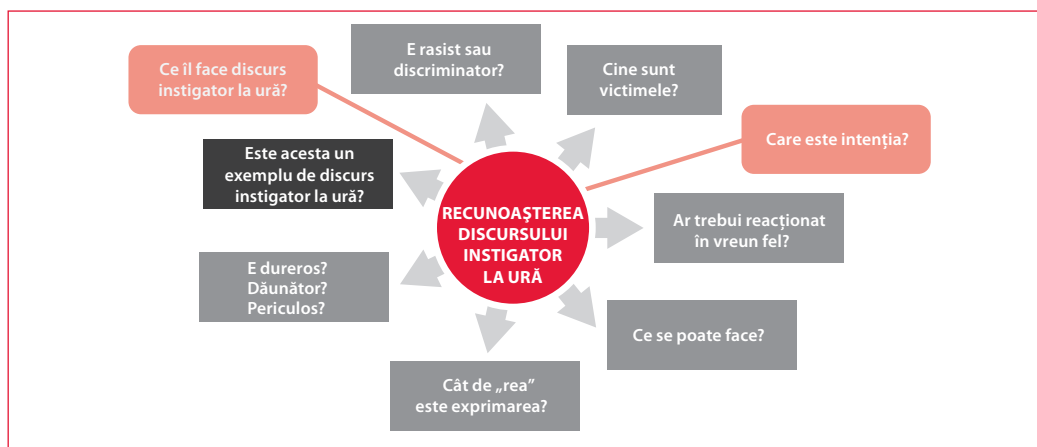 Ce îl face discurs
instigator la ură?
E rasist sau
discriminator?
Cine sunt
victimele?
Care este intenția?
Este acesta un
exemplu de discurs
instigator la ură?
RECUNOAŞTEREA
DISCURSULUI
INSTIGATOR
LA URĂ
Ar trebui reacționat
în vreun fel?
E dureros?
Dăunător?
Periculos?
Ce se poate face?
Cât de „rea”
este exprimarea?